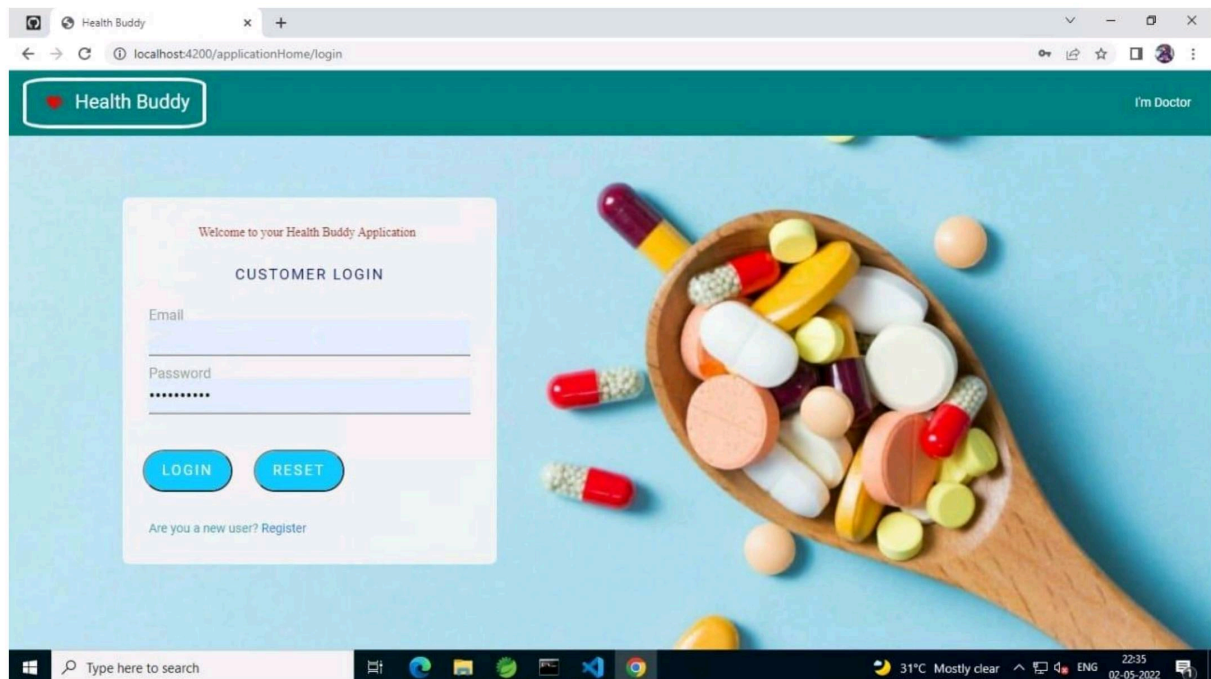 Health Buddy
localhost:4200/applicationHome/login
Health Buddy
I'm Doctor
Welcome to your Health Buddy Application
CUSTOMER LOGIN
Email
Password
••••••••••
LOGIN RESET
Are you a new user? Register
Type here to search
31°C Mostly clear ENG 22:35
02-05-2022